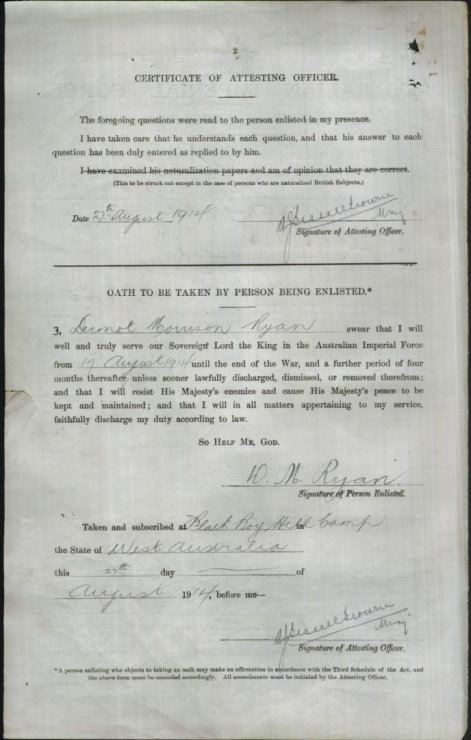 2
CERTIFICATE OF ATTESTING OFFICER.
The foregoing questions were read to the person enlisted in my presence.
I have taken care that he understands each question, and that his answer to each
question has been duly entered as replied to by him.
I have examined his naturalization papers and am of opinion that they are correct.
(This to be struck out except in the case of persons who are naturalized British Subjects.)
Date 27th August 1914
Signature of Attesting Officer.
OATH TO BE TAKEN BY PERSON BEING ENLISTED.*
3, Dermot Morrison Ryan swear that I will
well and truly serve our Sovereign Lord the King in the Australian Imperial Force
from 17 August 1914 until the end of the War, and a further period of four
months thereafter unless sooner lawfully discharged, dismissed, or removed therefrom;
and that I will resist His Majesty's enemies and cause His Majesty's peace to be
kept and maintained; and that I will in all matters appertaining to my service,
faithfully discharge my duty according to law.
SO HELP ME, GOD.
D. M. Ryan.
Signature of Person Enlisted.
Taken and subscribed at Black Boy Hill in Camp
the State of West Australia
this 27th day of
August 1914, before me—
Signature of Attesting Officer.
*A person enlisting who objects to taking an oath may make an affirmation in accordance with the Third Schedule of the Act, and
the above form must be amended accordingly. All amendments must be initialed by the Attesting Officer.